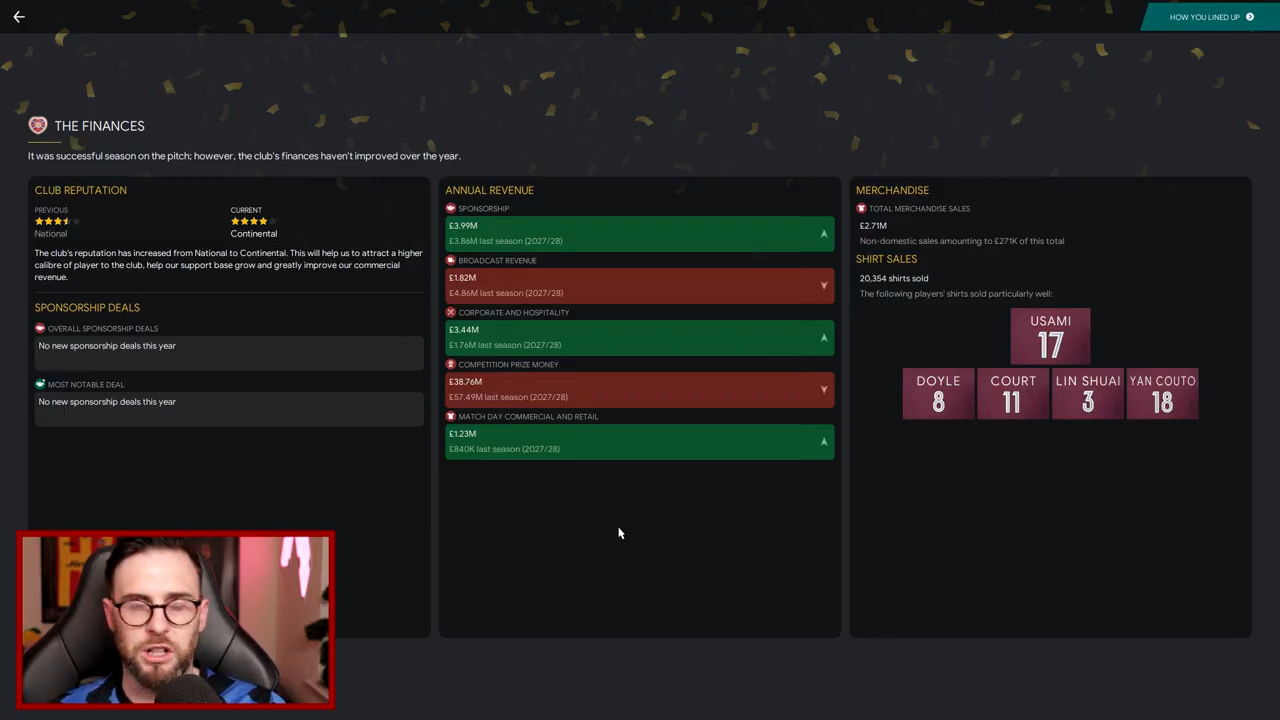 HOW YOU LINED UP
THE FINANCES
It was successful season on the pitch; however, the club's finances haven't improved over the year.
CLUB REPUTATION
PREVIOUS
National
CURRENT
Continental
The club's reputation has increased from National to Continental. This will help us to attract a higher
calibre of player to the club, help our support base grow and greatly improve our commercial
revenue.
SPONSORSHIP DEALS
OVERALL SPONSORSHIP DEALS
No new sponsorship deals this year
MOST NOTABLE DEAL
No new sponsorship deals this year
ANNUAL REVENUE
SPONSORSHIP
£3.99M
£3.86M last season (2027/28)
BROADCAST REVENUE
£1.82M
£4.86M last season (2027/28)
CORPORATE AND HOSPITALITY
£3.44M
£1.76M last season (2027/28)
COMPETITION PRIZE MONEY
£38.76M
£57.49M last season (2027/28)
MATCH DAY COMMERCIAL AND RETAIL
£1.23M
£840K last season (2027/28)
MERCHANDISE
TOTAL MERCHANDISE SALES
£2.71M
Non-domestic sales amounting to £271K of this total
SHIRT SALES
20,354 shirts sold
The following players' shirts sold particularly well:
USAMI
17
DOYLE
8
COURT
11
LIN SHUAI
3
YAN COUTO
18